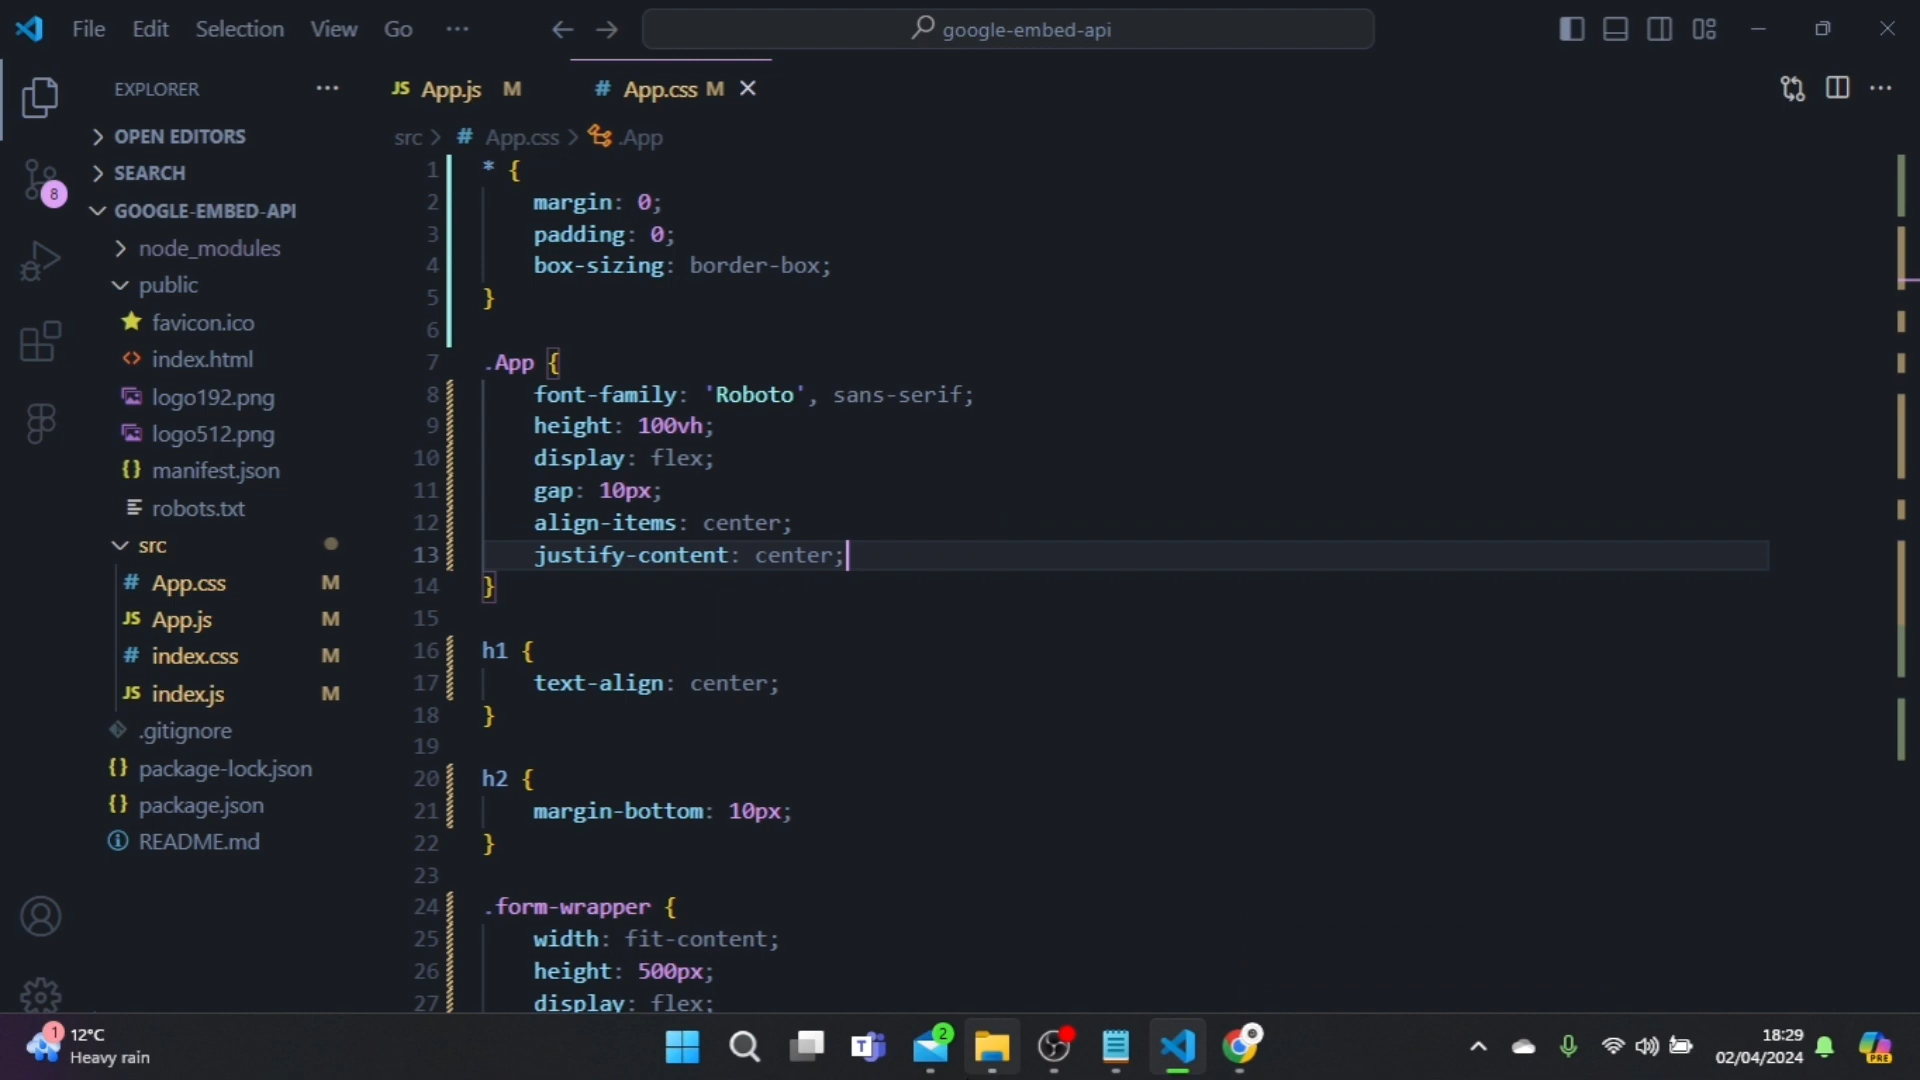 File Edit Selection View Go ···
google-embed-api
EXPLORER
OPEN EDITORS
SEARCH
8
GOOGLE-EMBED-API
node_modules
public
favicon.ico
index.html
logo192.png
logo512.png
manifest.json
robots.txt
src
# App.css M
JS App.js M
# index.css M
JS index.js M
.gitignore
{} package-lock.json
{} package.json
README.md
JS App.js M
# App.css M
src > # App.css > .App
1 * {
2 margin: 0;
3 padding: 0;
4 box-sizing: border-box;
5 }
6
7 .App {
8 font-family: 'Roboto', sans-serif;
9 height: 100vh;
10 display: flex;
11 gap: 10px;
12 align-items: center;
13 justify-content: center;
14 }
15
16 h1 {
17 text-align: center;
18 }
19
20 h2 {
21 margin-bottom: 10px;
22 }
23
24 .form-wrapper {
25 width: fit-content;
26 height: 500px;
27 display: flex;
1
12°C
Heavy rain
T
2
18:29
02/04/2024
PRE